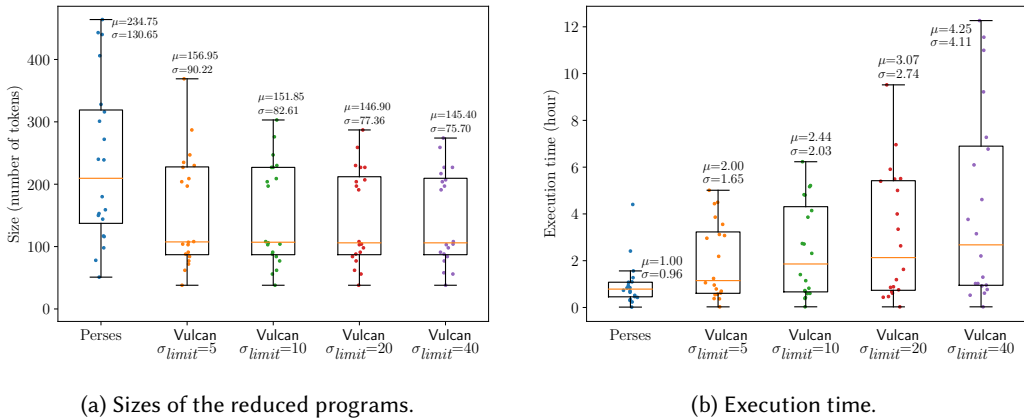 (a)
Size (number of tokens)
400
300
200
100
0
μ=234.75
σ=130.65
μ=156.95
σ=90.22
μ=151.85
σ=82.61
μ=146.90
σ=77.36
μ=145.40
σ=75.70
Perses
Vulcan
σlimit=5
Vulcan
σlimit=10
Vulcan
σlimit=20
Vulcan
σlimit=40
(a) Sizes of the reduced programs.
(b)
Execution time (hour)
12
10
8
6
4
2
0
μ=1.00
σ=0.96
μ=2.00
σ=1.65
μ=2.44
σ=2.03
μ=3.07
σ=2.74
μ=4.25
σ=4.11
Perses
Vulcan
σlimit=5
Vulcan
σlimit=10
Vulcan
σlimit=20
Vulcan
σlimit=40
(b) Execution time.